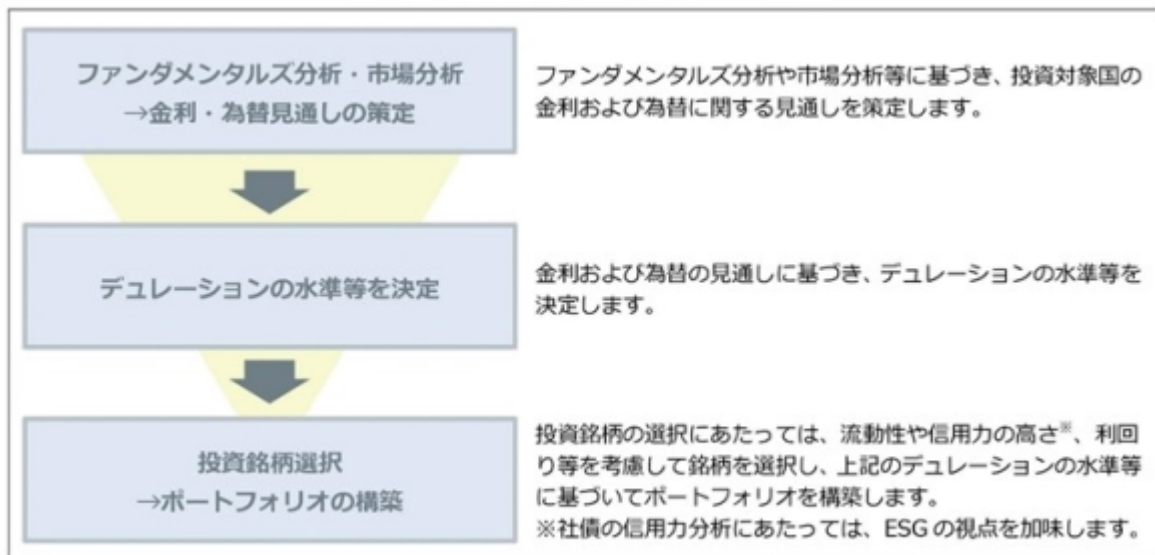 ファンダメンタルズ分析・市場分析
→金利・為替見通しの策定
ファンダメンタルズ分析や市場分析等に基づき、投資対象国の
金利および為替に関する見通しを策定します。
デュレーションの水準等を決定
金利および為替の見通しに基づき、デュレーションの水準等を
決定します。
投資銘柄選択
→ポートフォリオの構築
投資銘柄の選択にあたっては、流動性や信用力の高さ※、利回
り等を考慮して銘柄を選択し、上記のデュレーションの水準等
に基づいてポートフォリオを構築します。
※社債の信用力分析にあたっては、ESG の視点を加味します。